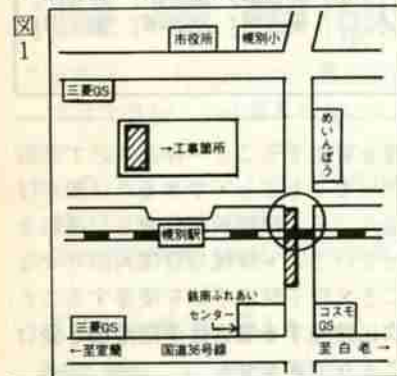 図
1
市役所
幌別小
三菱GS
→工事箇所
めいんぼう
幌別駅
鉄南ふれあい
センター
三菱GS
コスモ
GS
←至室蘭
国道36号線
至白老→